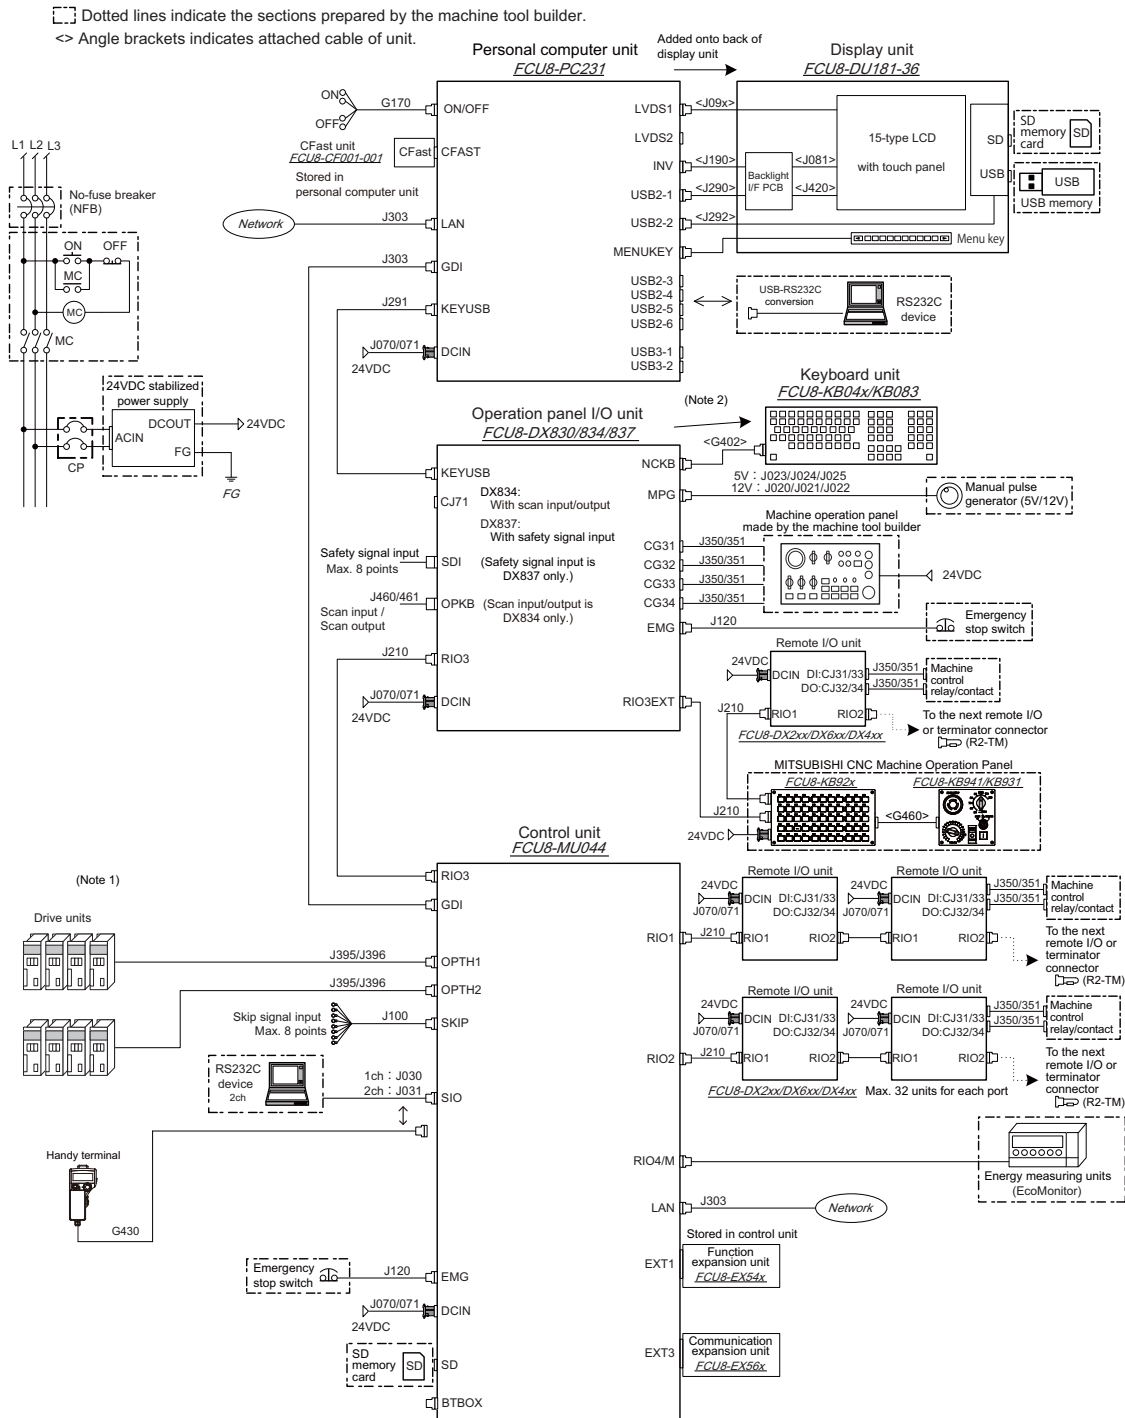 Dotted lines indicate the sections prepared by the machine tool builder.
<> Angle brackets indicates attached cable of unit.
Personal computer unit
FCU8-PC231
Added onto back of
display unit
Display unit
FCU8-DU181-36
ON
OFF
G170
ON/OFF
CFast unit
FCU8-CF001-001
CFast
CFAST
Stored in
personal computer unit
Network
J303
LAN
J303
GDI
J291
KEYUSB
J070/071
24VDC
DCIN
LVDS1
<J09x>
LVDS2
INV
<J190>
<J081>
USB2-1
<J290>
<J420>
Backlight
I/F PCB
USB2-2
<J292>
MENUKEY
Menu key
15-type LCD
with touch panel
SD
USB
SD
memory
card
SD
USB
USB memory
USB2-3
USB2-4
USB2-5
USB2-6
USB3-1
USB3-2
USB-RS232C
conversion
RS232C
device
L1 L2 L3
No-fuse breaker
(NFB)
ON
OFF
MC
MC
MC
24VDC stabilized
power supply
DCOUT
ACIN
FG
24VDC
FG
CP
Operation panel I/O unit
FCU8-DX830/834/837
(Note 2)
Keyboard unit
FCU8-KB04x/KB083
KEYUSB
CJ71
DX834:
With scan input/output
DX837:
With safety signal input
Safety signal input
Max. 8 points
SDI
(Safety signal input is
DX837 only.)
J460/461
Scan input /
Scan output
OPKB
(Scan input/output is
DX834 only.)
J210
RIO3
J070/071
24VDC
DCIN
NCKB
<G402>
MPG
5V : J023/J024/J025
12V : J020/J021/J022
Manual pulse
generator (5V/12V)
Machine operation panel
made by the machine tool builder
CG31
J350/351
CG32
J350/351
CG33
J350/351
CG34
J350/351
24VDC
EMG
J120
Emergency
stop switch
RIO3EXT
Remote I/O unit
24VDC
DCIN
DI:CJ31/33
DO:CJ32/34
J350/351
J350/351
Machine
control
relay/contact
J210
RIO1
RIO2
FCU8-DX2xx/DX6xx/DX4xx
To the next remote I/O
or terminator connector
(R2-TM)
MITSUBISHI CNC Machine Operation Panel
FCU8-KB92x
FCU8-KB941/KB931
J210
24VDC
<G460>
Control unit
FCU8-MU044
RIO3
GDI
(Note 1)
Drive units
J395/J396
OPTH1
J395/J396
OPTH2
Skip signal input
Max. 8 points
J100
SKIP
RS232C
device
2ch
1ch : J030
2ch : J031
SIO
Handy terminal
G430
Emergency
stop switch
J120
EMG
J070/071
24VDC
DCIN
SD
memory
card
SD
SD
BTBOX
Remote I/O unit
Remote I/O unit
24VDC
J070/071
DCIN
DI:CJ31/33
DO:CJ32/34
24VDC
J070/071
DCIN
DI:CJ31/33
DO:CJ32/34
J350/351
J350/351
Machine
control
relay/contact
RIO1
J210
RIO1
RIO2
RIO1
RIO2
To the next
remote I/O or
terminator
connector
(R2-TM)
Remote I/O unit
Remote I/O unit
24VDC
J070/071
DCIN
DI:CJ31/33
DO:CJ32/34
24VDC
J070/071
DCIN
DI:CJ31/33
DO:CJ32/34
J350/351
J350/351
Machine
control
relay/contact
RIO2
J210
RIO1
RIO2
RIO1
RIO2
To the next
remote I/O or
terminator
connector
(R2-TM)
FCU8-DX2xx/DX6xx/DX4xx
Max. 32 units for each port
RIO4/M
Energy measuring units
(EcoMonitor)
LAN
J303
Network
Stored in control unit
EXT1
Function
expansion unit
FCU8-EX54x
EXT3
Communication
expansion unit
FCU8-EX56x